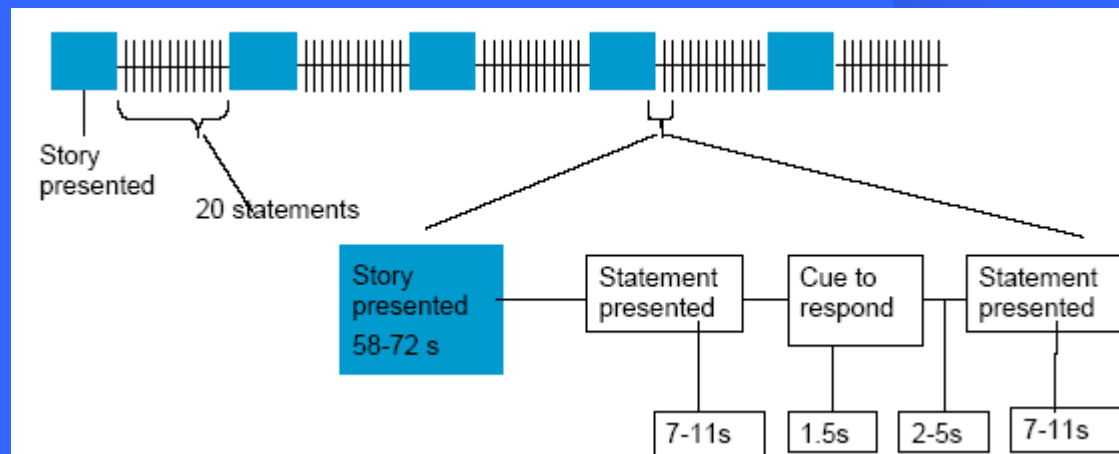 Story
presented
20 statements
Story
presented
58-72 s
Statement
presented
Cue to
respond
Statement
presented
7-11s
1.5s
2-5s
7-11s